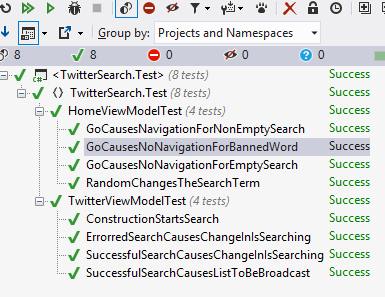 Group by: Projects and Namespaces
8 8 0 0 0
<TwitterSearch.Test> (8 tests) Success
TwitterSearch.Test (8 tests) Success
HomeViewModelTest (4 tests) Success
GoCausesNavigationForNonEmptySearch Success
GoCausesNoNavigationForBannedWord Success
GoCausesNoNavigationForEmptySearch Success
RandomChangesTheSearchTerm Success
TwitterViewModelTest (4 tests) Success
ConstructionStartsSearch Success
ErrorredSearchCausesChangeInIsSearching Success
SuccessfulSearchCausesChangeInIsSearching Success
SuccessfulSearchCausesListToBeBroadcast Success